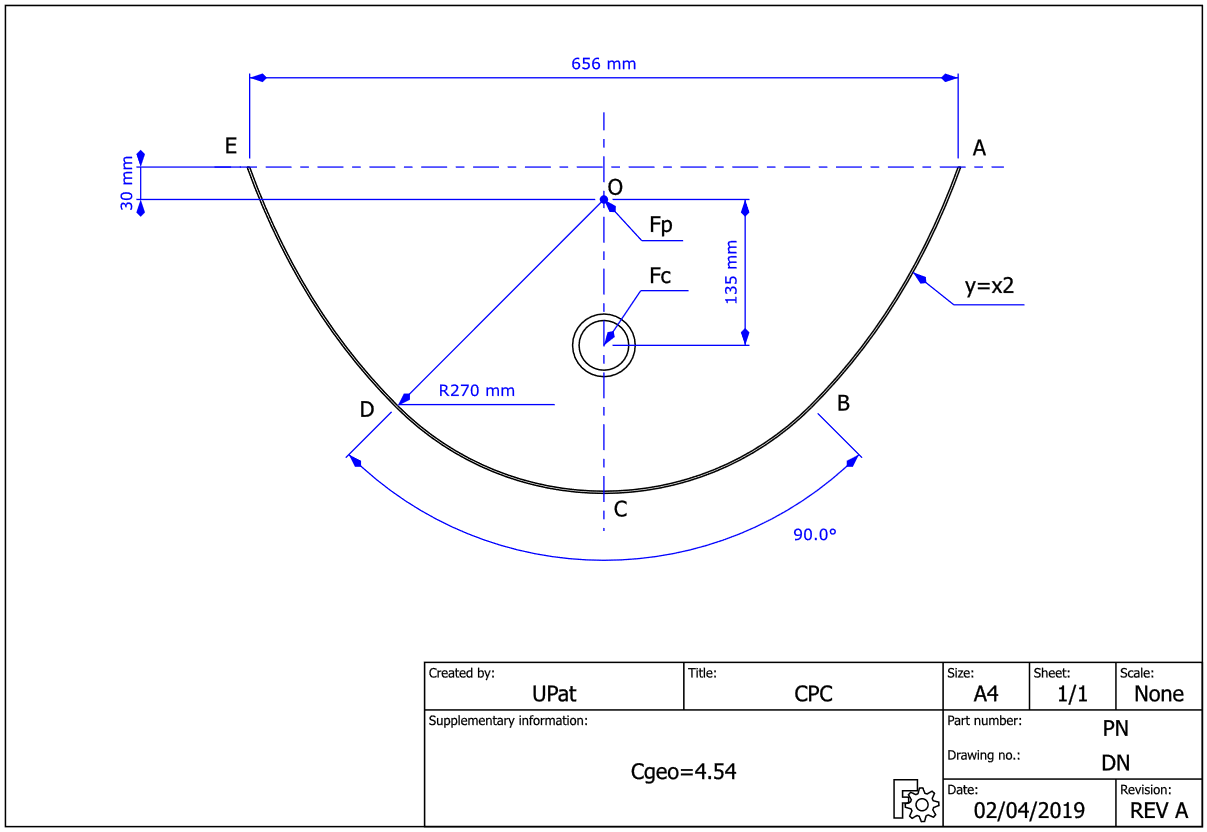 656 mm
E
A
30 mm
O
Fp
Fc
135 mm
y=x2
R270 mm
D
B
C
90.0°
Created by:
UPat
Title:
CPC
Size:
A4
Sheet:
1/1
Scale:
None
Supplementary information:
Cgeo=4.54
Part number:
PN
Drawing no.:
DN
Date:
02/04/2019
Revision:
REV A